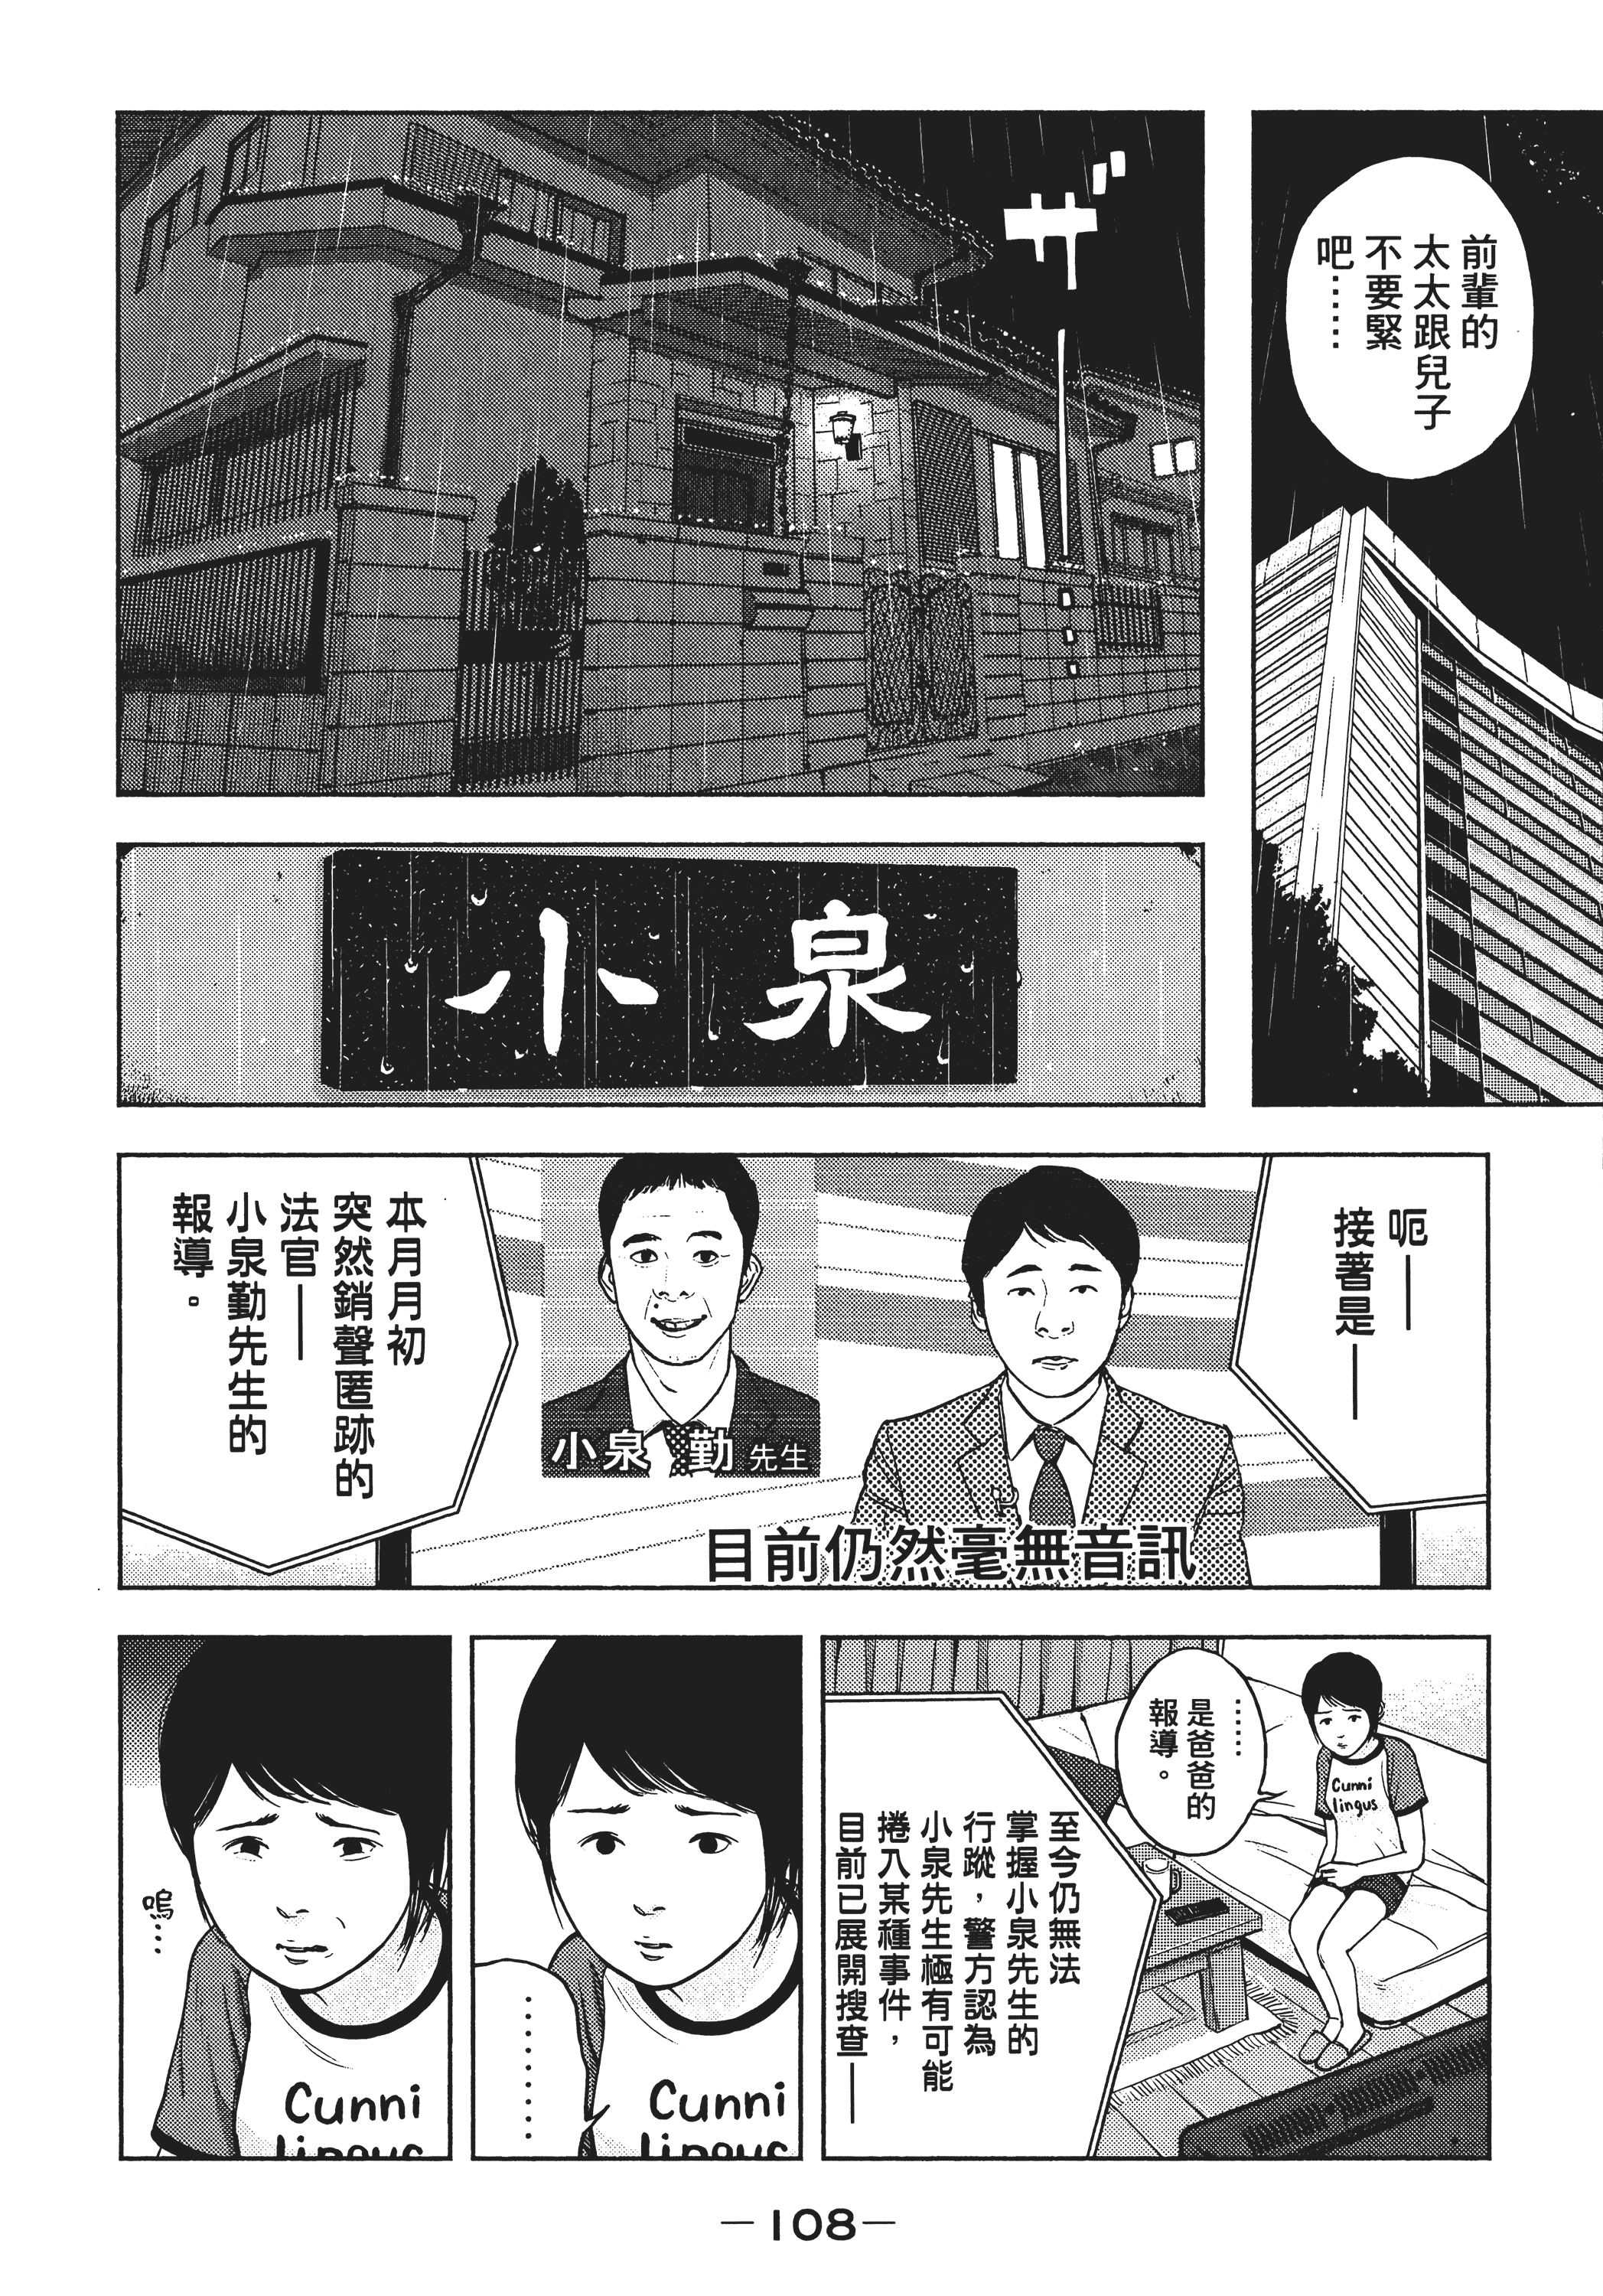 前輩的
太太跟兒子
不要緊
吧……
小泉
呃——
接著是——
本月月初
突然銷聲匿跡的
法官——
小泉勤先生的
報導。
小泉 勤 先生
目前仍然毫無音訊
……
是爸爸的
報導。
Cunni
lingus
至今仍無法
掌握小泉先生的
行蹤，警方認為
小泉先生極有可能
捲入某種事件，
目前已展開搜查——
………
Cunni
lingus
嗚…
Cunni
lingus
—108—